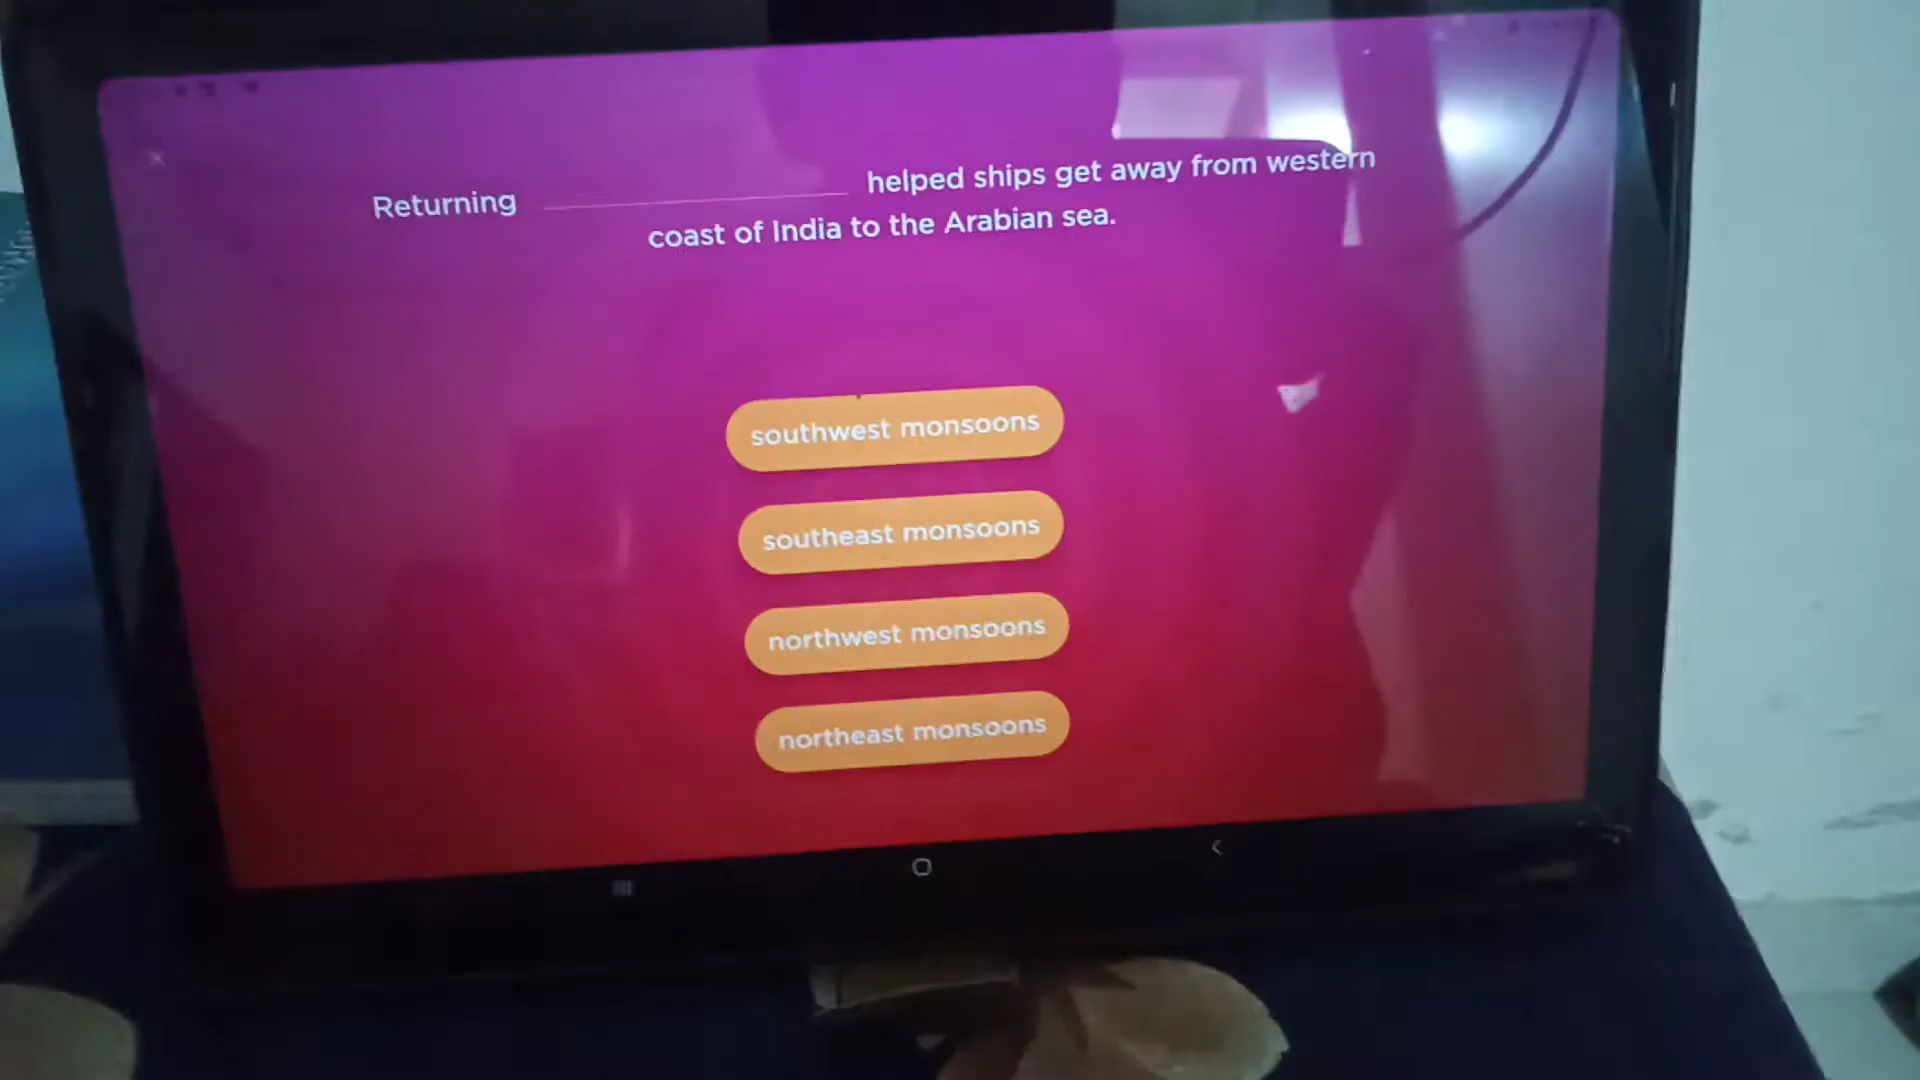 Returning ____________ helped ships get away from western
coast of India to the Arabian sea.
southwest monsoons
southeast monsoons
northwest monsoons
northeast monsoons